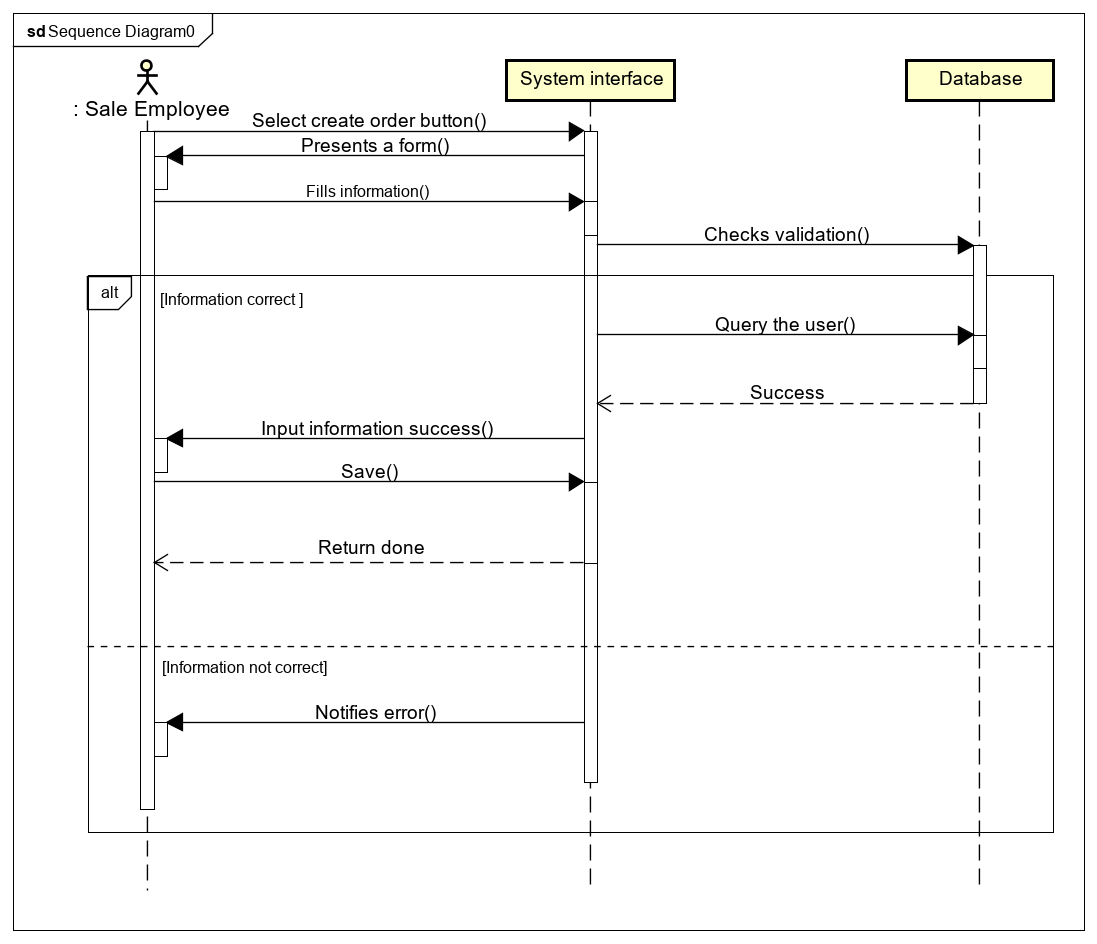 sd Sequence Diagram0
: Sale Employee
System interface
Database
Select create order button()
Presents a form()
Fills information()
Checks validation()
alt
[Information correct ]
Query the user()
Success
Input information success()
Save()
Return done
[Information not correct]
Notifies error()